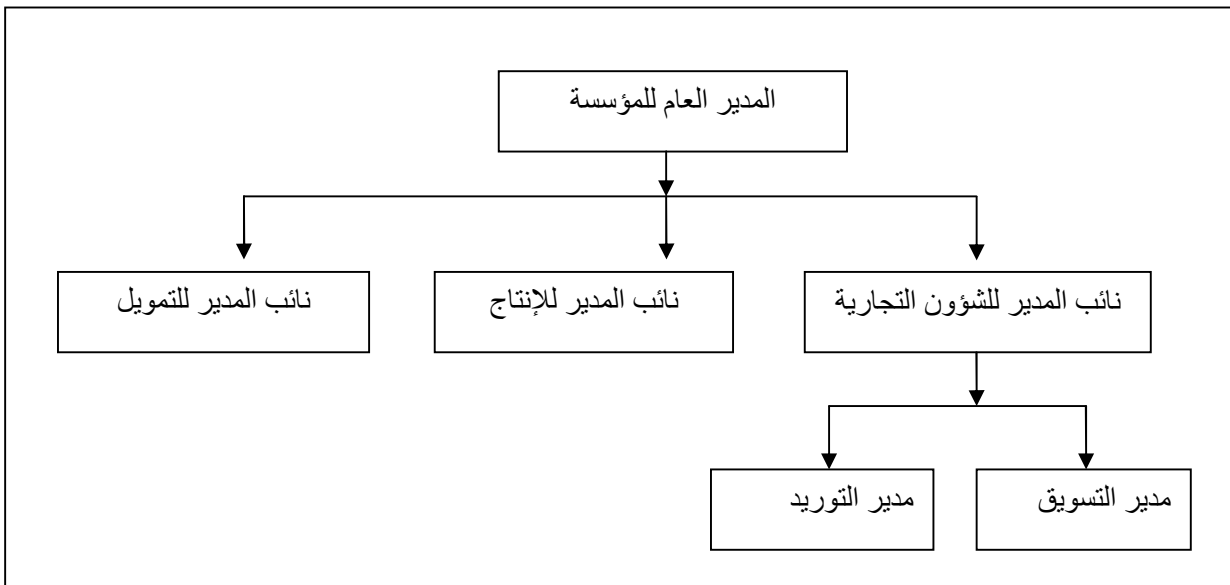 المدير العام للمؤسسة
نائب المدير للشؤون التجارية
نائب المدير للإنتاج
نائب المدير للتمويل
مدير التسويق
مدير التوريد